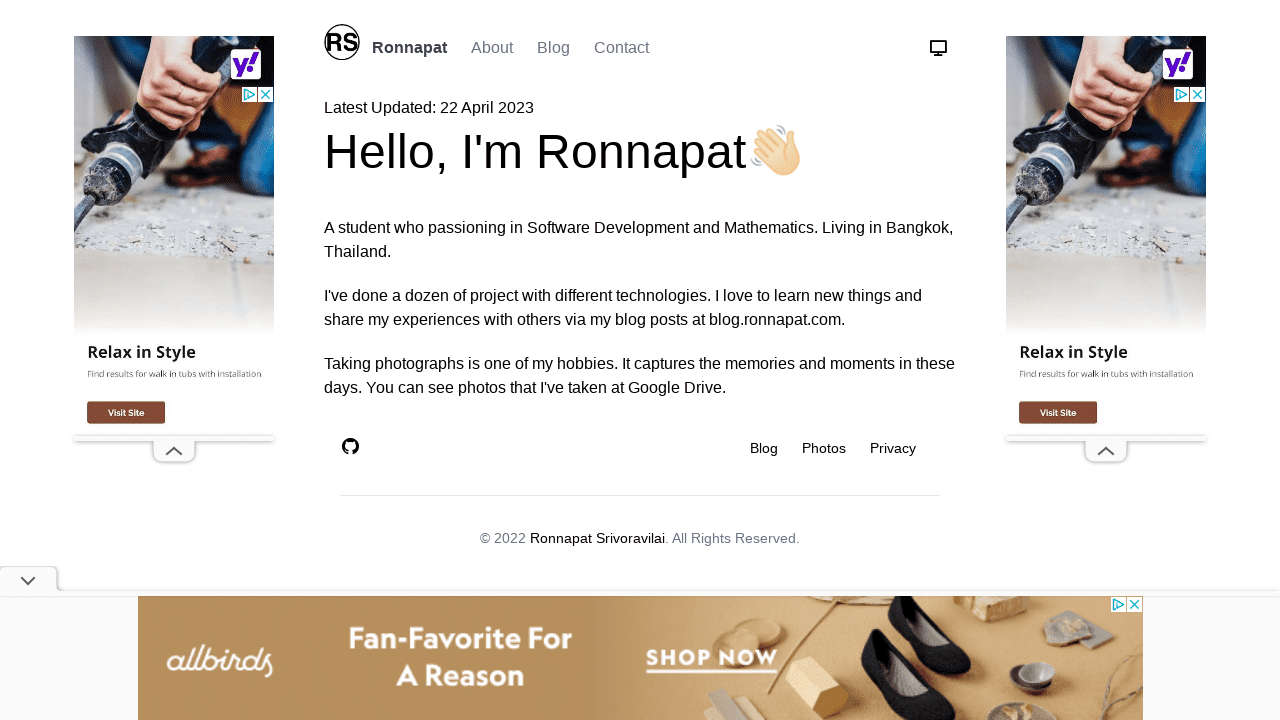 RS Ronnapat About Blog Contact
Latest Updated: 22 April 2023
Hello, I'm Ronnapat
A student who passioning in Software Development and Mathematics. Living in Bangkok,
Thailand.
I've done a dozen of project with different technologies. I love to learn new things and
share my experiences with others via my blog posts at blog.ronnapat.com.
Taking photographs is one of my hobbies. It captures the memories and moments in these
days. You can see photos that I've taken at Google Drive.
Blog Photos Privacy
© 2022 Ronnapat Srivoravilai. All Rights Reserved.
y!
Relax in Style
Find results for walk in tubs with installation
Visit Site
y!
Relax in Style
Find results for walk in tubs with installation
Visit Site
allbirds
Fan-Favorite For
A Reason
SHOP NOW